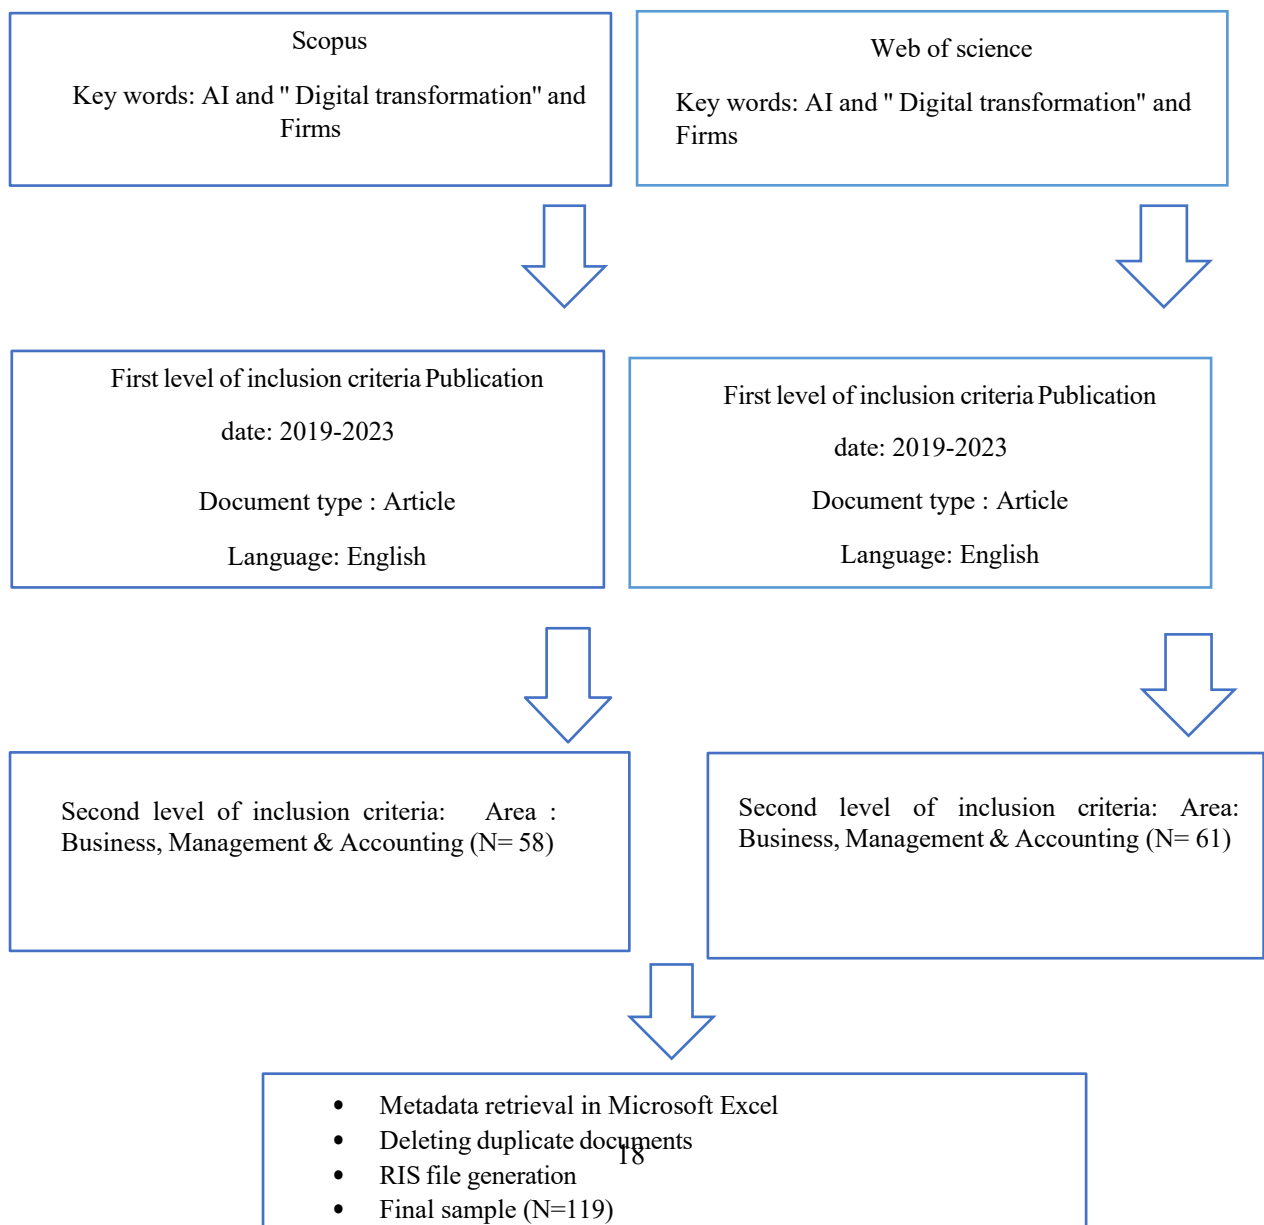 Scopus
Key words: AI and " Digital transformation" and
Firms
Web of science
Key words: AI and " Digital transformation" and
Firms
First level of inclusion criteria Publication
date: 2019-2023
Document type : Article
Language: English
First level of inclusion criteria Publication
date: 2019-2023
Document type : Article
Language: English
Second level of inclusion criteria: Area :
Business, Management & Accounting (N= 58)
Second level of inclusion criteria: Area:
Business, Management & Accounting (N= 61)
• Metadata retrieval in Microsoft Excel
• Deleting duplicate documents
18
• RIS file generation
• Final sample (N=119)